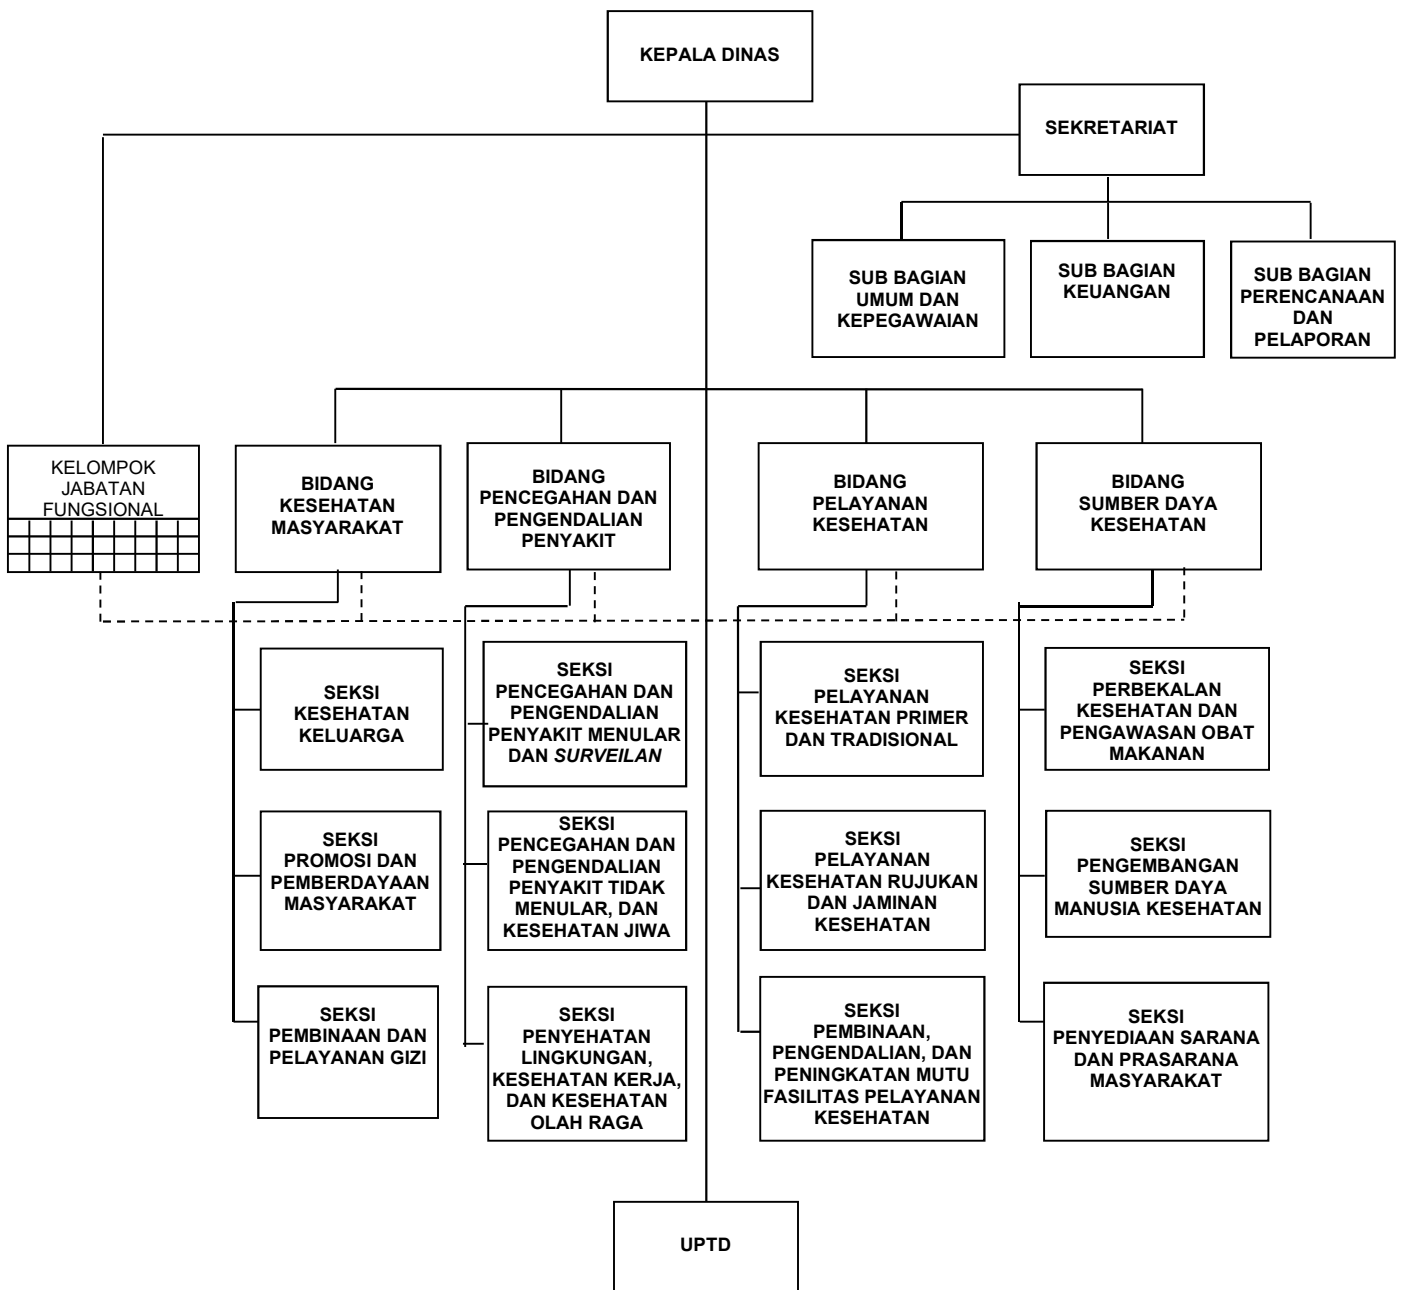 KEPALA DINAS
SEKRETARIAT
SUB BAGIAN
UMUM DAN
KEPEGAWAIAN
SUB BAGIAN
KEUANGAN
SUB BAGIAN
PERENCANAAN
DAN
PELAPORAN
KELOMPOK
JABATAN
FUNGSIONAL
BIDANG
KESEHATAN
MASYARAKAT
BIDANG
PENCEGAHAN DAN
PENGENDALIAN
PENYAKIT
BIDANG
PELAYANAN
KESEHATAN
BIDANG
SUMBER DAYA
KESEHATAN
SEKSI
KESEHATAN
KELUARGA
SEKSI
PENCEGAHAN DAN
PENGENDALIAN
PENYAKIT MENULAR
DAN SURVEILAN
SEKSI
PELAYANAN
KESEHATAN PRIMER
DAN TRADISIONAL
SEKSI
PERBEKALAN
KESEHATAN DAN
PENGAWASAN OBAT
MAKANAN
SEKSI
PROMOSI DAN
PEMBERDAYAAN
MASYARAKAT
SEKSI
PENCEGAHAN DAN
PENGENDALIAN
PENYAKIT TIDAK
MENULAR, DAN
KESEHATAN JIWA
SEKSI
PELAYANAN
KESEHATAN RUJUKAN
DAN JAMINAN
KESEHATAN
SEKSI
PENGEMBANGAN
SUMBER DAYA
MANUSIA KESEHATAN
SEKSI
PEMBINAAN DAN
PELAYANAN GIZI
SEKSI
PENYEHATAN
LINGKUNGAN,
KESEHATAN KERJA,
DAN KESEHATAN
OLAH RAGA
SEKSI
PEMBINAAN,
PENGENDALIAN, DAN
PENINGKATAN MUTU
FASILITAS PELAYANAN
KESEHATAN
SEKSI
PENYEDIAAN SARANA
DAN PRASARANA
MASYARAKAT
UPTD